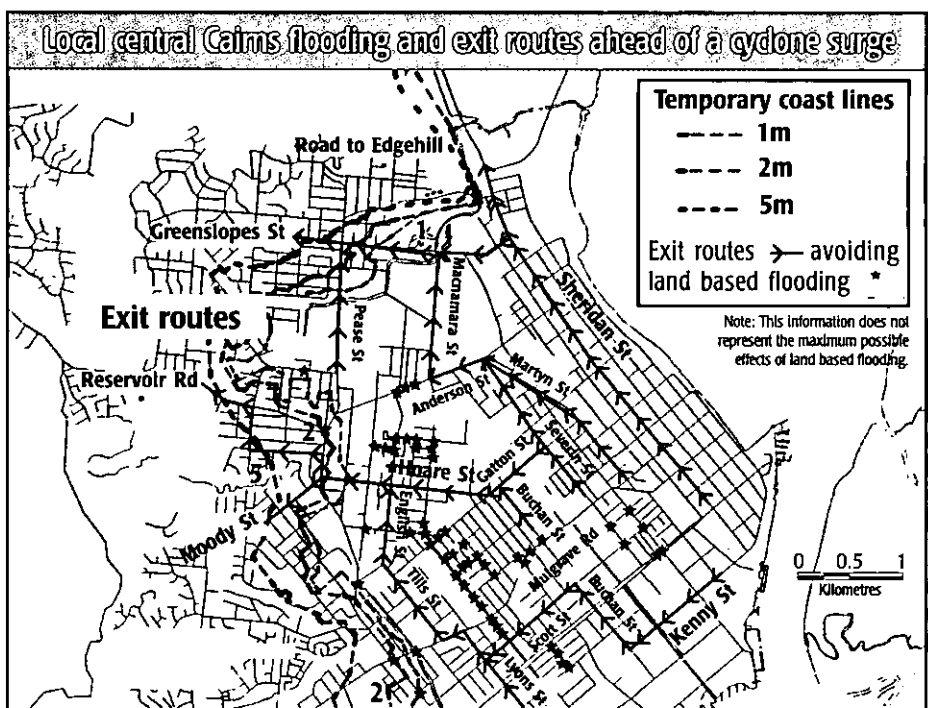 Local central Cairns flooding and exit routes ahead of a cyclone surge
Temporary coast lines
1m
2m
5m
Exit routes avoiding
land based flooding *
Note: This information does not
represent the maximum possible
effects of land based flooding.
Road to Edgehill
Greenslopes St
1
Macnamara St
Pease St
Sheridan St
Exit routes
Reservoir Rd
Anderson St
Martyn St
Severin St
2
Gatton St
Hoare St
5
English St
Buchan St
Moody St
Mulgrave Rd
Tills St
Scott St
Buchan St
Kenny St
Lyons St
2
0 0.5 1
Kilometres